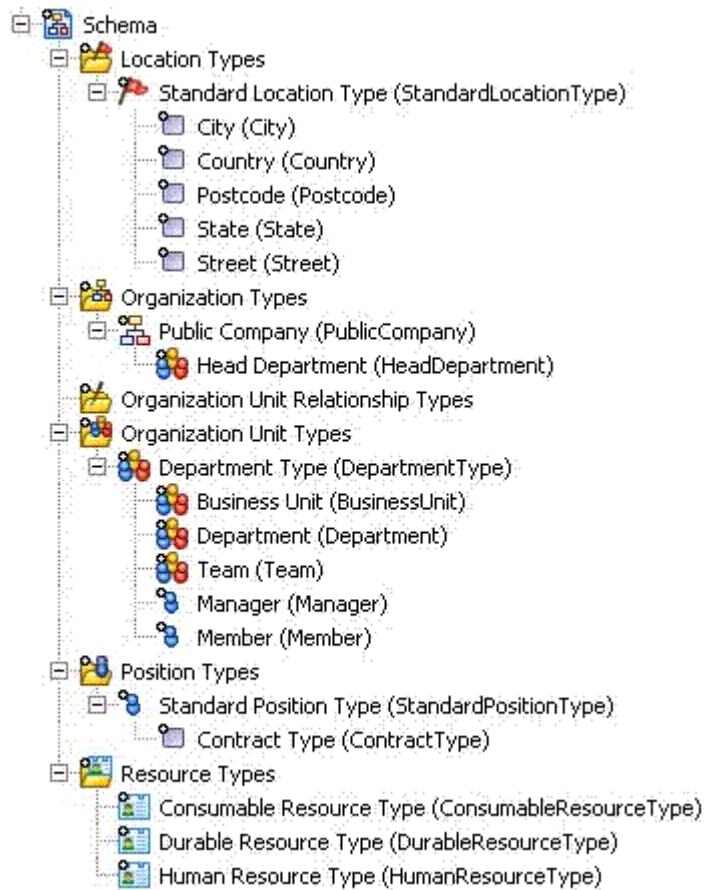 Schema
Location Types
Standard Location Type (StandardLocationType)
City (City)
Country (Country)
Postcode (Postcode)
State (State)
Street (Street)
Organization Types
Public Company (PublicCompany)
Head Department (HeadDepartment)
Organization Unit Relationship Types
Organization Unit Types
Department Type (DepartmentType)
Business Unit (BusinessUnit)
Department (Department)
Team (Team)
Manager (Manager)
Member (Member)
Position Types
Standard Position Type (StandardPositionType)
Contract Type (ContractType)
Resource Types
Consumable Resource Type (ConsumableResourceType)
Durable Resource Type (DurableResourceType)
Human Resource Type (HumanResourceType)